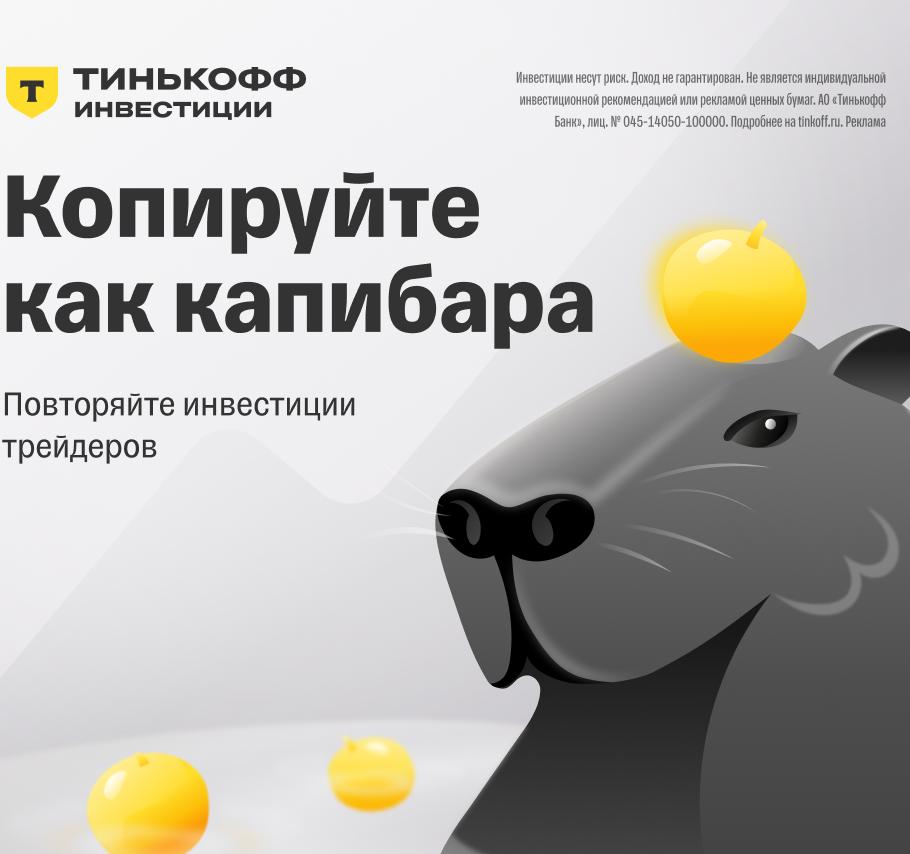 Т ТИНЬКОФФ
ИНВЕСТИЦИИ
Инвестиции несут риск. Доход не гарантирован. Не является индивидуальной
инвестиционной рекомендацией или рекламой ценных бумаг. АО «Тинькофф
Банк», лиц. № 045-14050-100000. Подробнее на tinkoff.ru. Реклама
Копируйте
как капибара
Повторяйте инвестиции
трейдеров